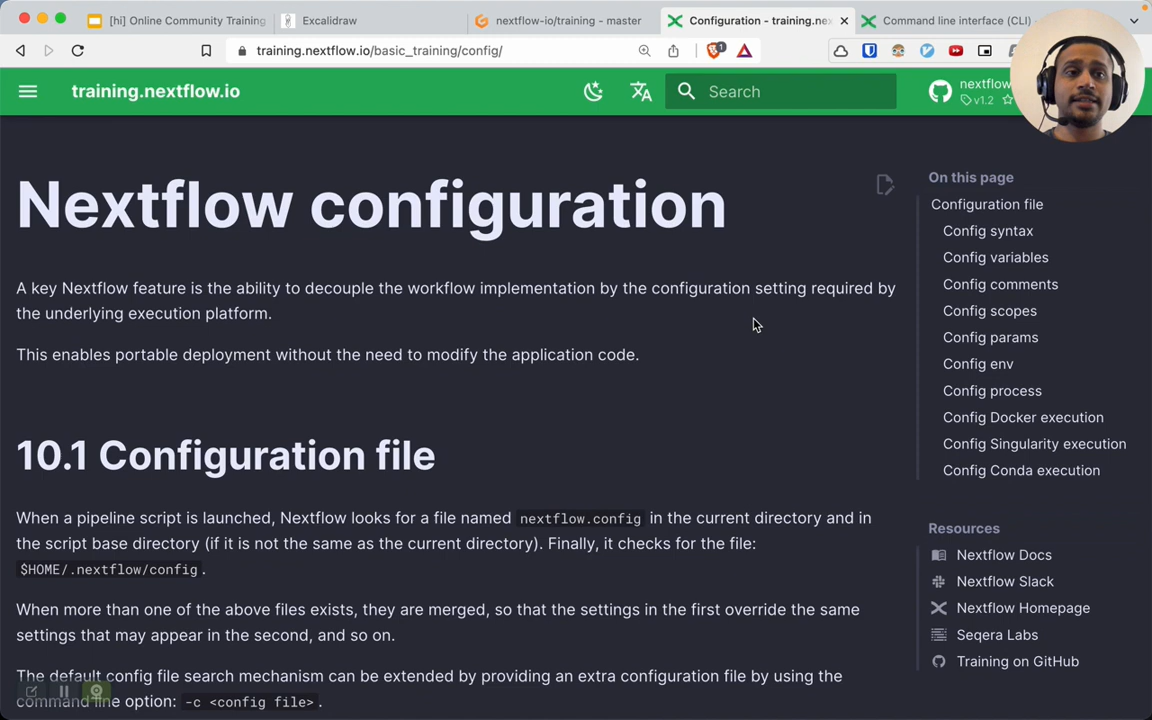 [hi] Online Community Training
Excalidraw
nextflow-io/training - master
Configuration - training.nex
Command line interface (CLI) -
training.nextflow.io/basic_training/config/
1
training.nextflow.io
Search
nextflow
v1.2
Nextflow configuration
A key Nextflow feature is the ability to decouple the workflow implementation by the configuration setting required by
the underlying execution platform.
This enables portable deployment without the need to modify the application code.
10.1 Configuration file
When a pipeline script is launched, Nextflow looks for a file named nextflow.config in the current directory and in
the script base directory (if it is not the same as the current directory). Finally, it checks for the file:
$HOME/.nextflow/config.
When more than one of the above files exists, they are merged, so that the settings in the first override the same
settings that may appear in the second, and so on.
The default config file search mechanism can be extended by providing an extra configuration file by using the
command line option: -c <config file>.
On this page
Configuration file
Config syntax
Config variables
Config comments
Config scopes
Config params
Config env
Config process
Config Docker execution
Config Singularity execution
Config Conda execution
Resources
Nextflow Docs
Nextflow Slack
Nextflow Homepage
Seqera Labs
Training on GitHub